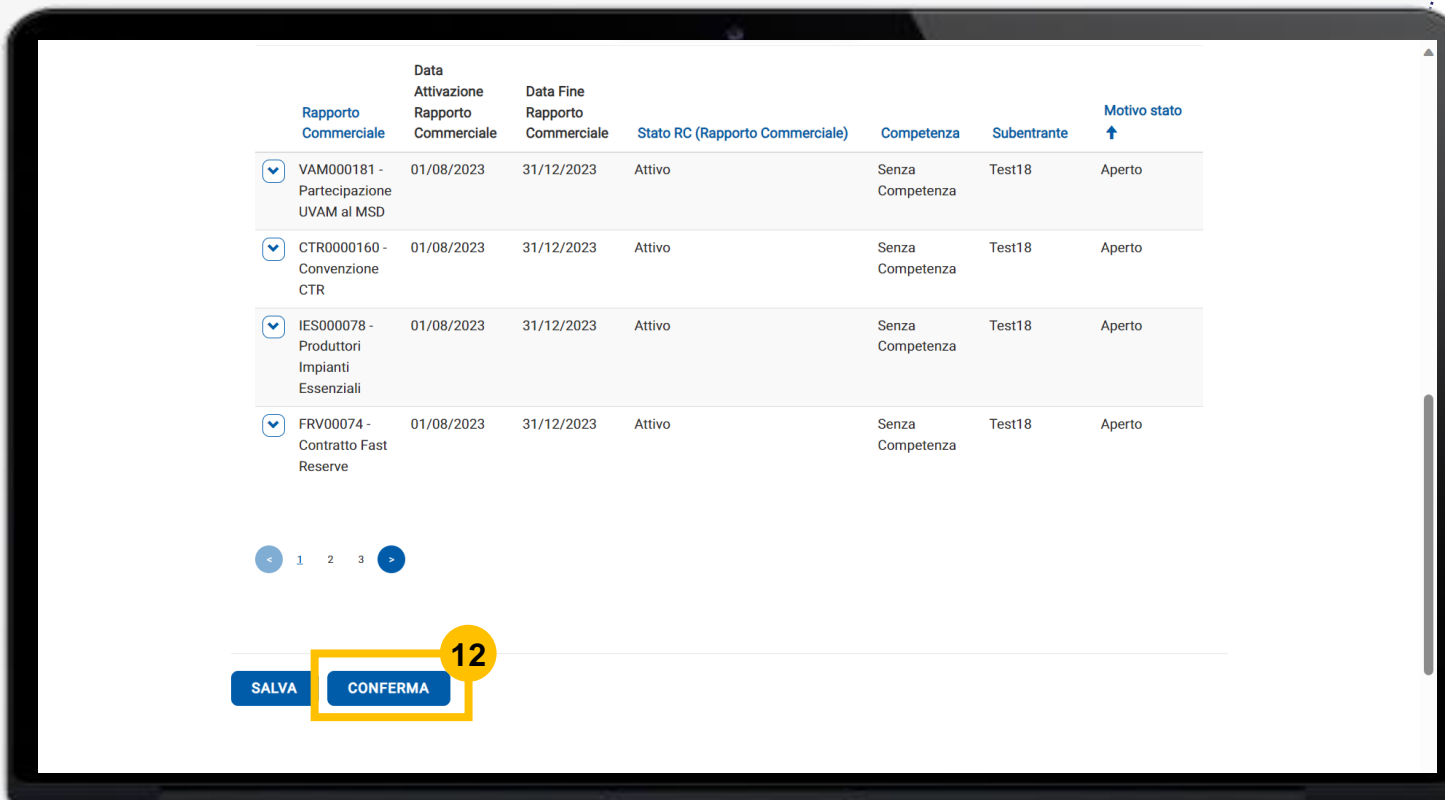 Rapporto Commerciale
Data Attivazione Rapporto Commerciale
Data Fine Rapporto Commerciale
Stato RC (Rapporto Commerciale)
Competenza
Subentrante
Motivo stato
VAM000181 - Partecipazione UVAM al MSD
01/08/2023
31/12/2023
Attivo
Senza Competenza
Test18
Aperto
CTR0000160 - Convenzione CTR
01/08/2023
31/12/2023
Attivo
Senza Competenza
Test18
Aperto
IES000078 - Produttori Impianti Essenziali
01/08/2023
31/12/2023
Attivo
Senza Competenza
Test18
Aperto
FRV00074 - Contratto Fast Reserve
01/08/2023
31/12/2023
Attivo
Senza Competenza
Test18
Aperto
< 1 2 3 >
12
SALVA
CONFERMA